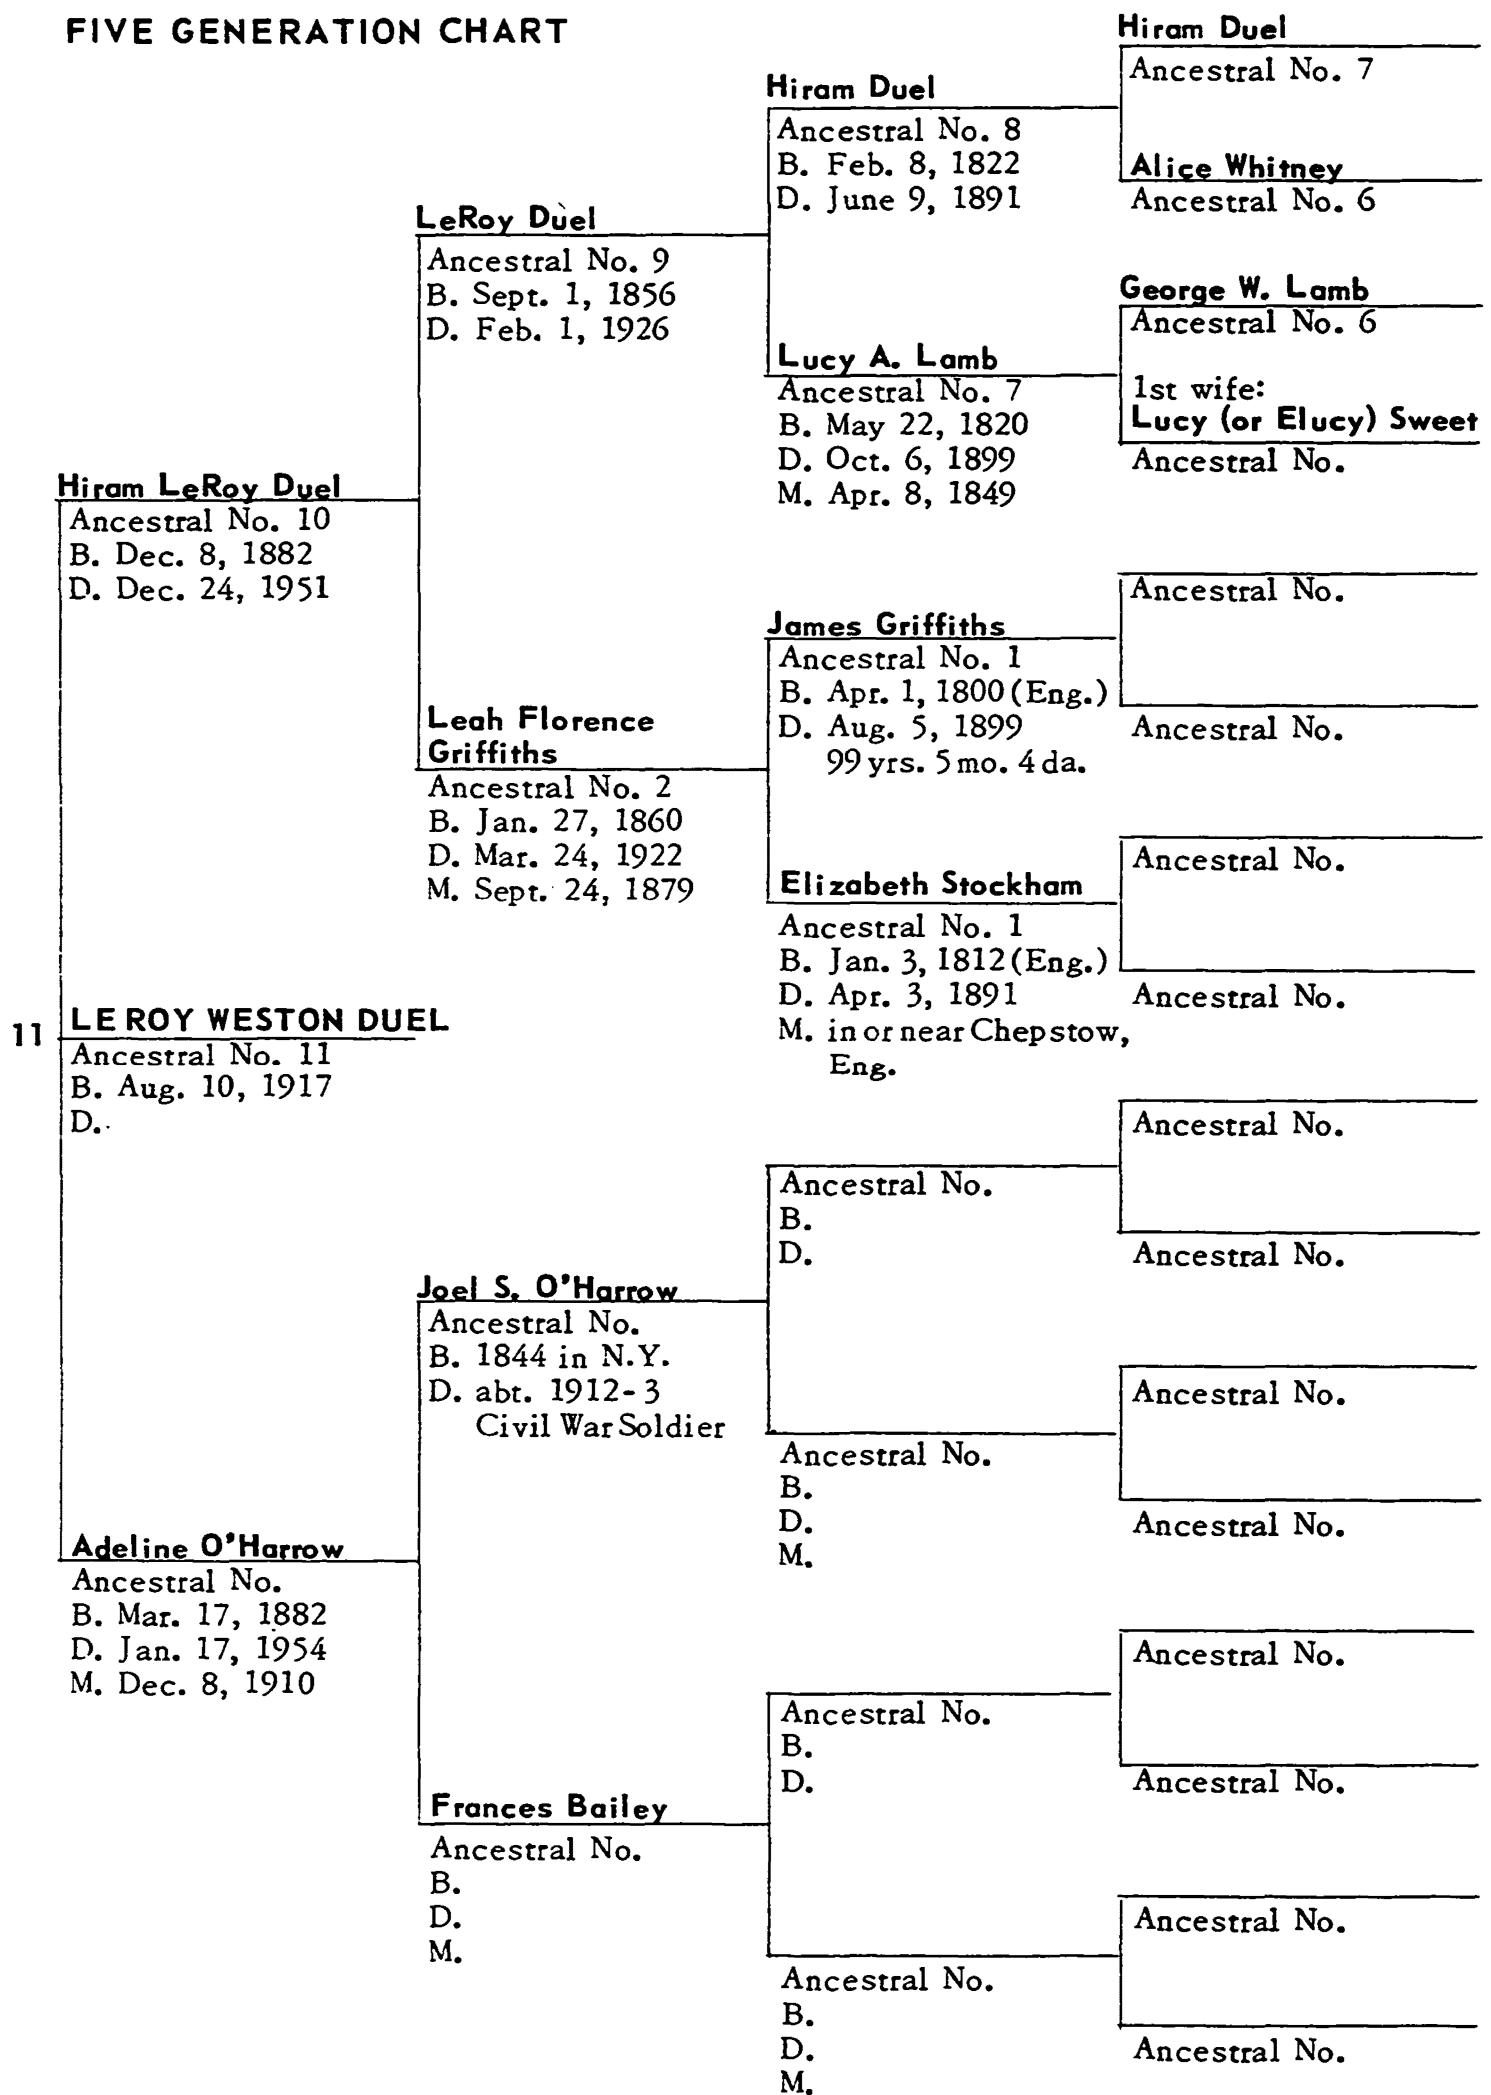 FIVE GENERATION CHART
Hiram Duel
Ancestral No. 7
Alice Whitney
Ancestral No. 6
Hiram Duel
Ancestral No. 8
B. Feb. 8, 1822
D. June 9, 1891
LeRoy Duel
Ancestral No. 9
B. Sept. 1, 1856
D. Feb. 1, 1926
George W. Lamb
Ancestral No. 6
1st wife:
Lucy (or Elucy) Sweet
Ancestral No.
Lucy A. Lamb
Ancestral No. 7
B. May 22, 1820
D. Oct. 6, 1899
M. Apr. 8, 1849
Hiram LeRoy Duel
Ancestral No. 10
B. Dec. 8, 1882
D. Dec. 24, 1951
Ancestral No.
Ancestral No.
James Griffiths
Ancestral No. 1
B. Apr. 1, 1800 (Eng.)
D. Aug. 5, 1899
99 yrs. 5 mo. 4 da.
Leah Florence
Griffiths
Ancestral No. 2
B. Jan. 27, 1860
D. Mar. 24, 1922
M. Sept. 24, 1879
Ancestral No.
Ancestral No.
Elizabeth Stockham
Ancestral No. 1
B. Jan. 3, 1812 (Eng.)
D. Apr. 3, 1891
M. in or near Chepstow,
Eng.
11
LE ROY WESTON DUEL
Ancestral No. 11
B. Aug. 10, 1917
D.
Ancestral No.
Ancestral No.
Ancestral No.
B.
D.
Joel S. O'Harrow
Ancestral No.
B. 1844 in N.Y.
D. abt. 1912-3
Civil War Soldier
Ancestral No.
Ancestral No.
Ancestral No.
B.
D.
M.
Adeline O'Harrow
Ancestral No.
B. Mar. 17, 1882
D. Jan. 17, 1954
M. Dec. 8, 1910
Ancestral No.
Ancestral No.
Ancestral No.
B.
D.
Frances Bailey
Ancestral No.
B.
D.
M.
Ancestral No.
Ancestral No.
Ancestral No.
B.
D.
M.